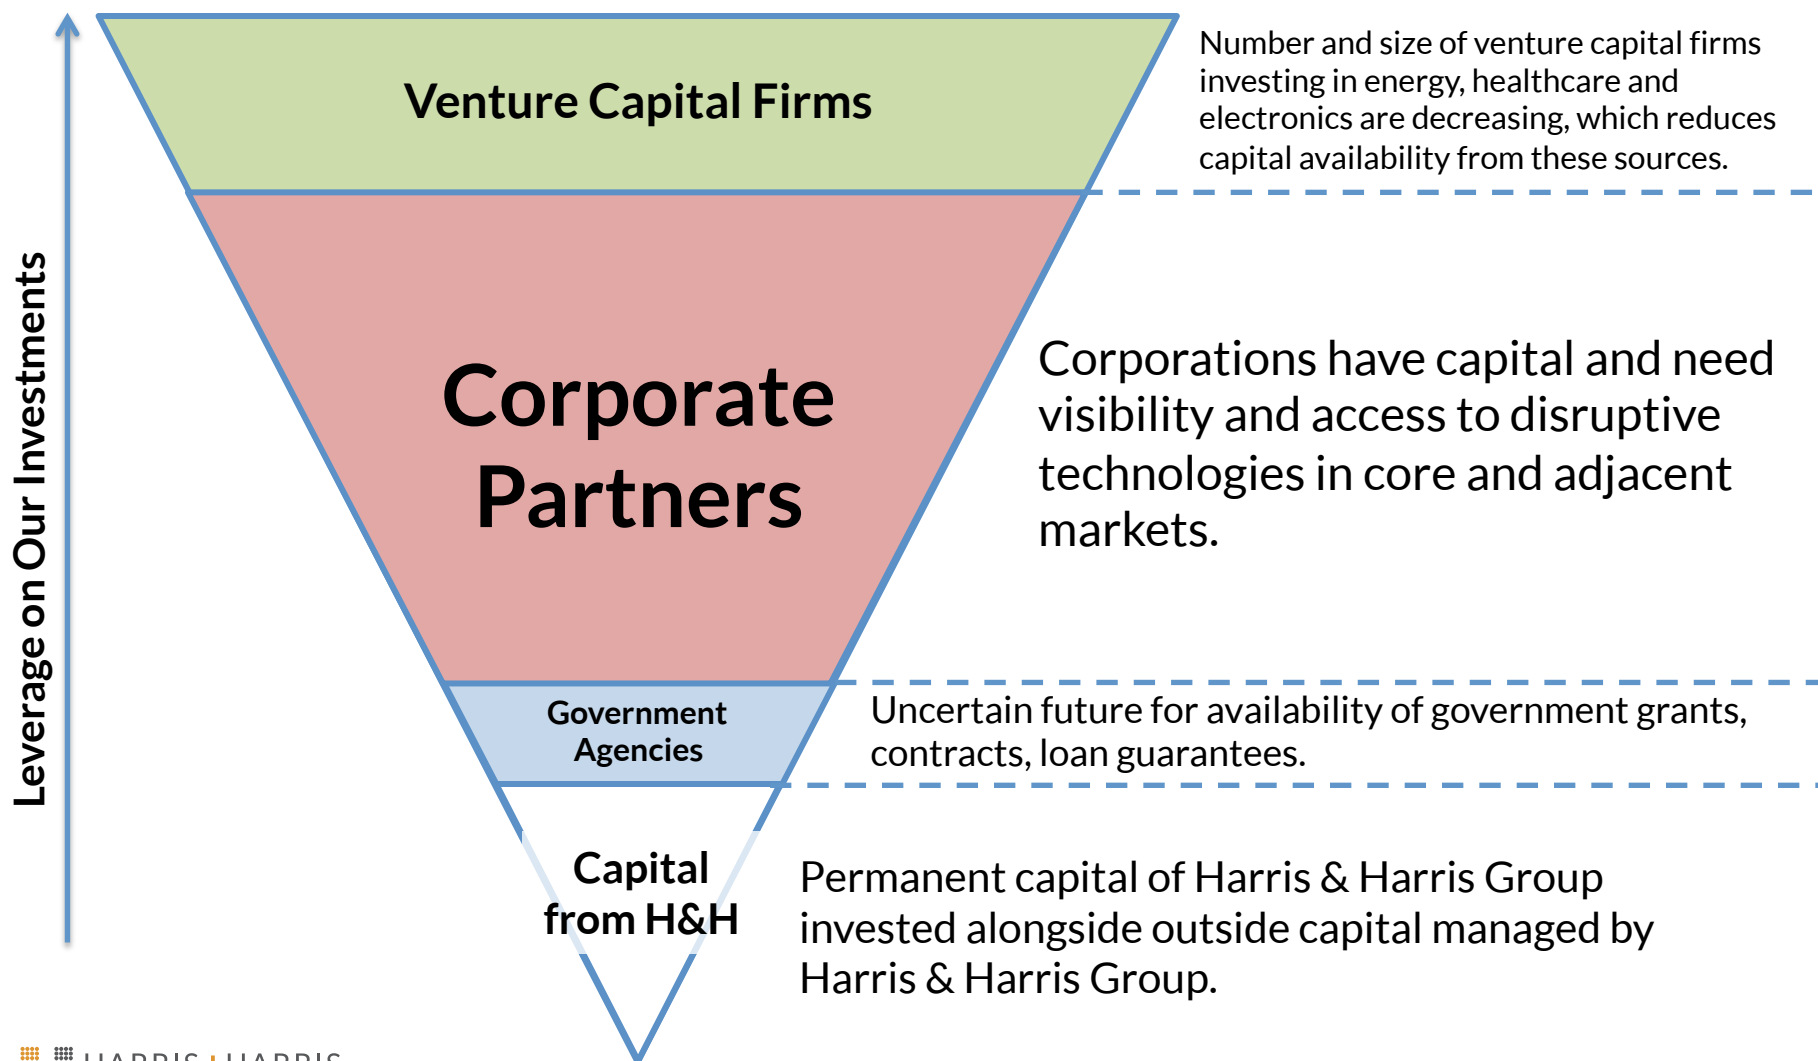 Leverage on Our Investments
Venture Capital Firms
Number and size of venture capital firms
investing in energy, healthcare and
electronics are decreasing, which reduces
capital availability from these sources.
Corporate
Partners
Corporations have capital and need
visibility and access to disruptive
technologies in core and adjacent
markets.
Government
Agencies
Uncertain future for availability of government grants,
contracts, loan guarantees.
Capital
from H&H
Permanent capital of Harris & Harris Group
invested alongside outside capital managed by
Harris & Harris Group.
HARRIS HARRIS